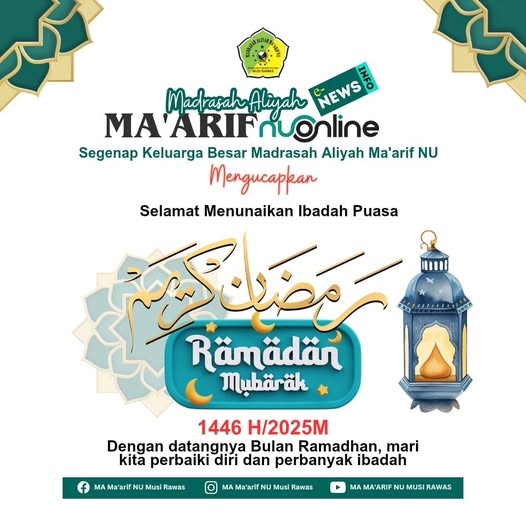 Madrasah Aliyah
e-NEWS INFO
MA'ARIF nuonline
Segenap Keluarga Besar Madrasah Aliyah Ma'arif NU
Mengucapkan
Selamat Menunaikan Ibadah Puasa
رمضان كريم
Ramadan
Mubarak
1446 H/2025M
Dengan datangnya Bulan Ramadhan, mari
kita perbaiki diri dan perbanyak ibadah
MA Ma'arif NU Musi Rawas MA Ma'arif NU Musi Rawas MA MA'ARIF NU MUSI RAWAS